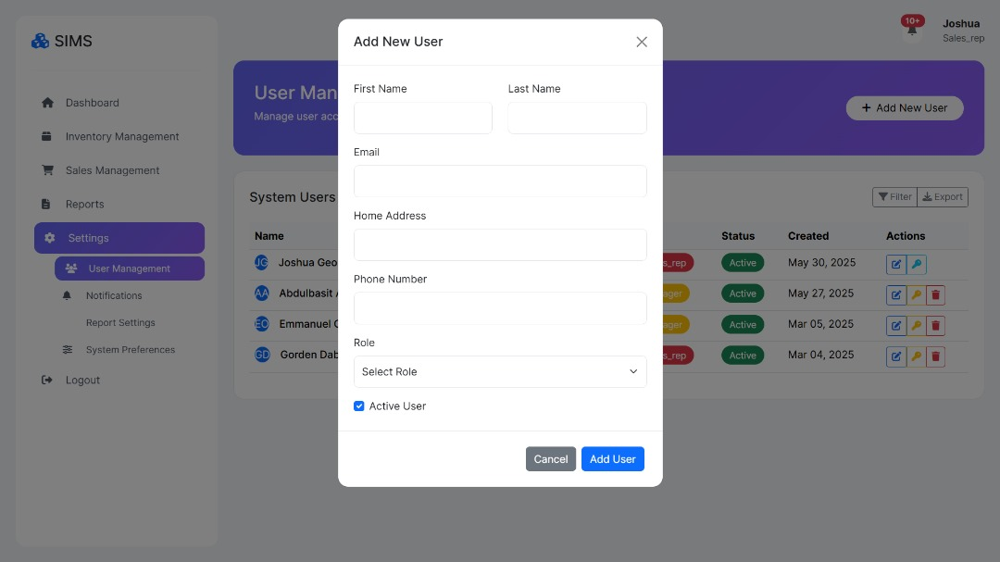 SIMS
Dashboard
Inventory Management
Sales Management
Reports
Settings
User Management
Notifications
Report Settings
System Preferences
Logout
10+
Joshua
Sales_rep
User Man
Manage user acc
Add New User
System Users
Filter
Export
Name
Status
Created
Actions
JG Joshua Geo s_rep Active May 30, 2025
AA Abdulbasit A ager Active May 27, 2025
EO Emmanuel ager Active Mar 05, 2025
GD Gorden Dab s_rep Active Mar 04, 2025
Add New User
First Name
Last Name
Email
Home Address
Phone Number
Role
Select Role
Active User
Cancel
Add User